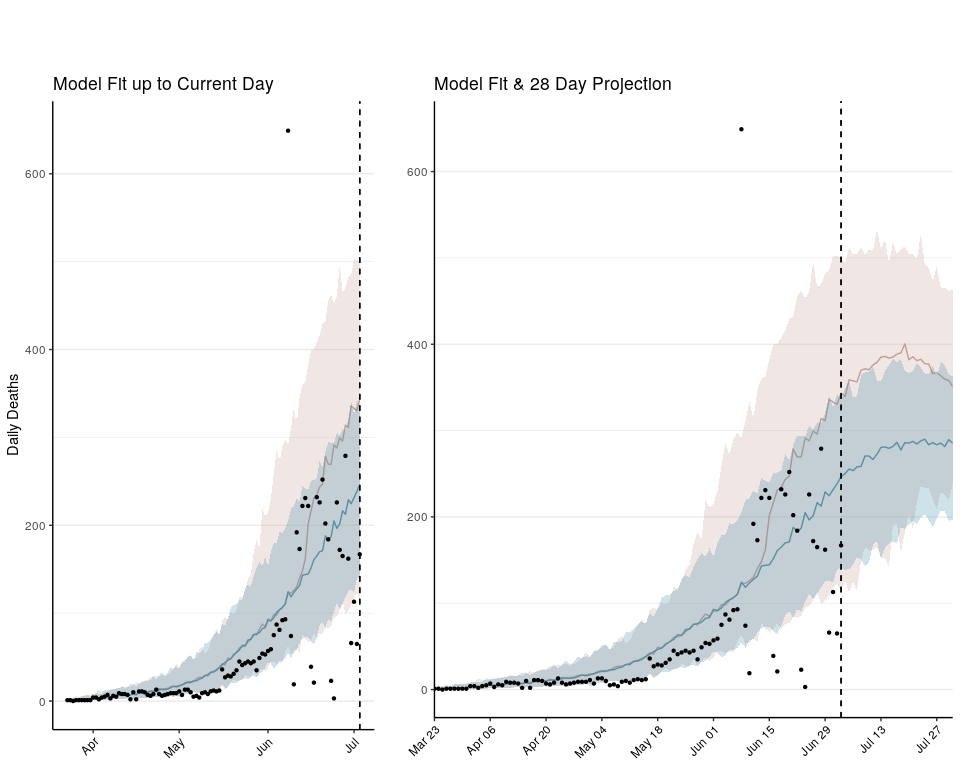 Model Fit up to Current Day
Daily Deaths
600
400
200
0
Apr
May
Jun
Jul
Model Fit & 28 Day Projection
600
400
200
0
Mar 23
Apr 06
Apr 20
May 04
May 18
Jun 01
Jun 15
Jun 29
Jul 13
Jul 27